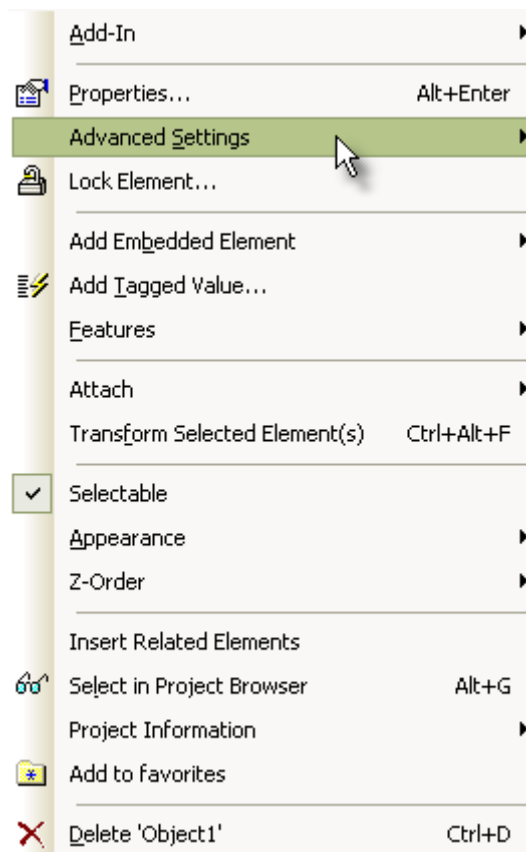 Add-In
Properties... Alt+Enter
Advanced Settings
Lock Element...
Add Embedded Element
Add Tagged Value...
Features
Attach
Transform Selected Element(s) Ctrl+Alt+F
Selectable
Appearance
Z-Order
Insert Related Elements
Select in Project Browser Alt+G
Project Information
Add to favorites
Delete 'Object1' Ctrl+D